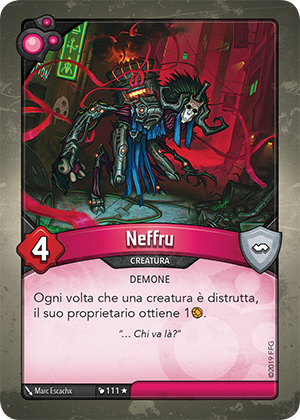 4
Neffru
CREATURA
DEMONE
Ogni volta che una creatura è distrutta,
il suo proprietario ottiene 1.
"... Chi va là?"
©2019 FFG
Marc Escachx
111